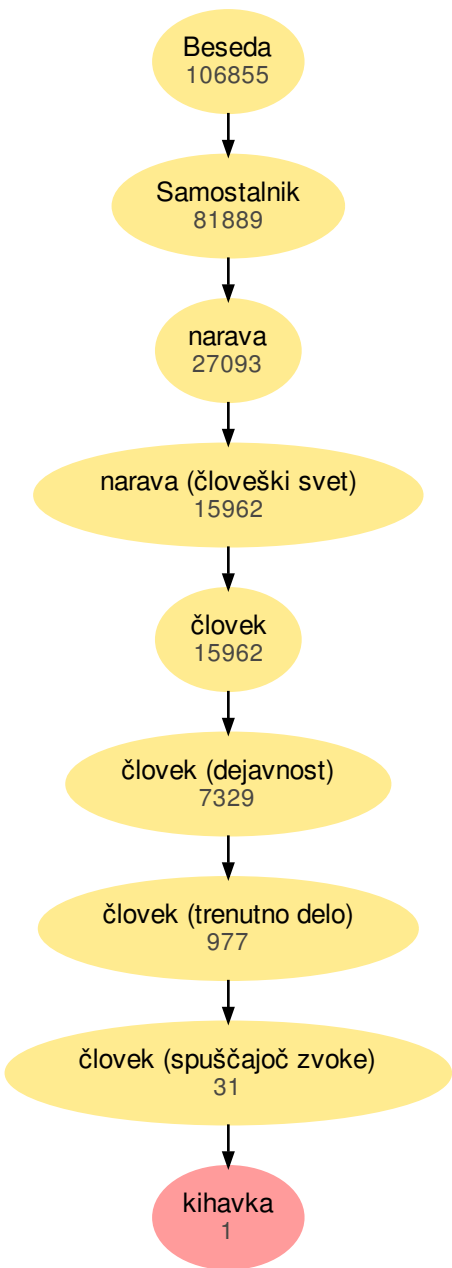 Beseda
106855
Samostalnik
81889
narava
27093
narava (človeški svet)
15962
človek
15962
človek (dejavnost)
7329
človek (trenutno delo)
977
človek (spuščajoč zvoke)
31
kihavka
1